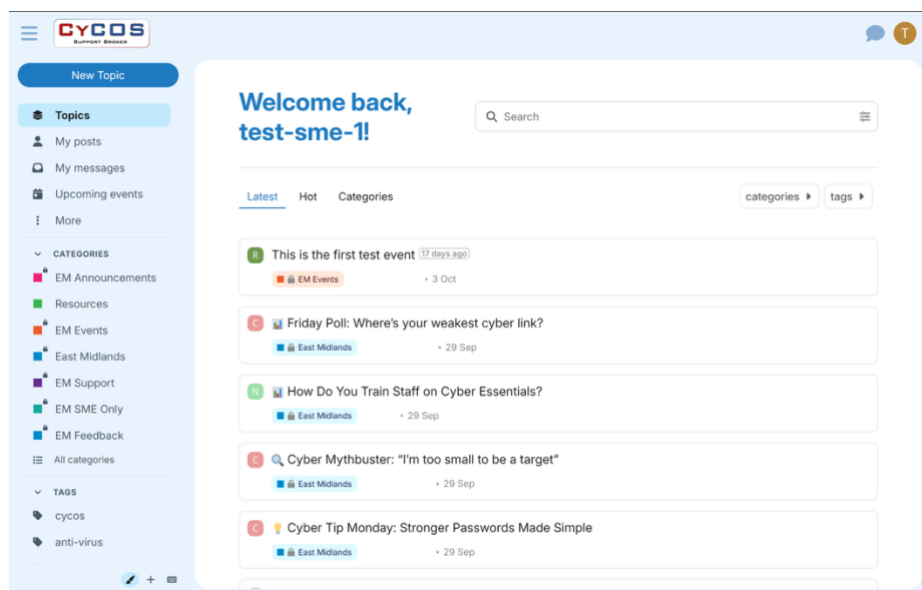 CYCOS
SUPPORT BROKER
T
New Topic
Topics
My posts
My messages
Upcoming events
More
CATEGORIES
EM Announcements
Resources
EM Events
East Midlands
EM Support
EM SME Only
EM Feedback
All categories
TAGS
cycos
anti-virus
Welcome back,
test-sme-1!
Search
Latest Hot Categories
categories tags
R This is the first test event 17 days ago
EM Events • 3 Oct
C Friday Poll: Where's your weakest cyber link?
East Midlands • 29 Sep
N How Do You Train Staff on Cyber Essentials?
East Midlands • 29 Sep
C Cyber Mythbuster: “I'm too small to be a target”
East Midlands • 29 Sep
C Cyber Tip Monday: Stronger Passwords Made Simple
East Midlands • 29 Sep